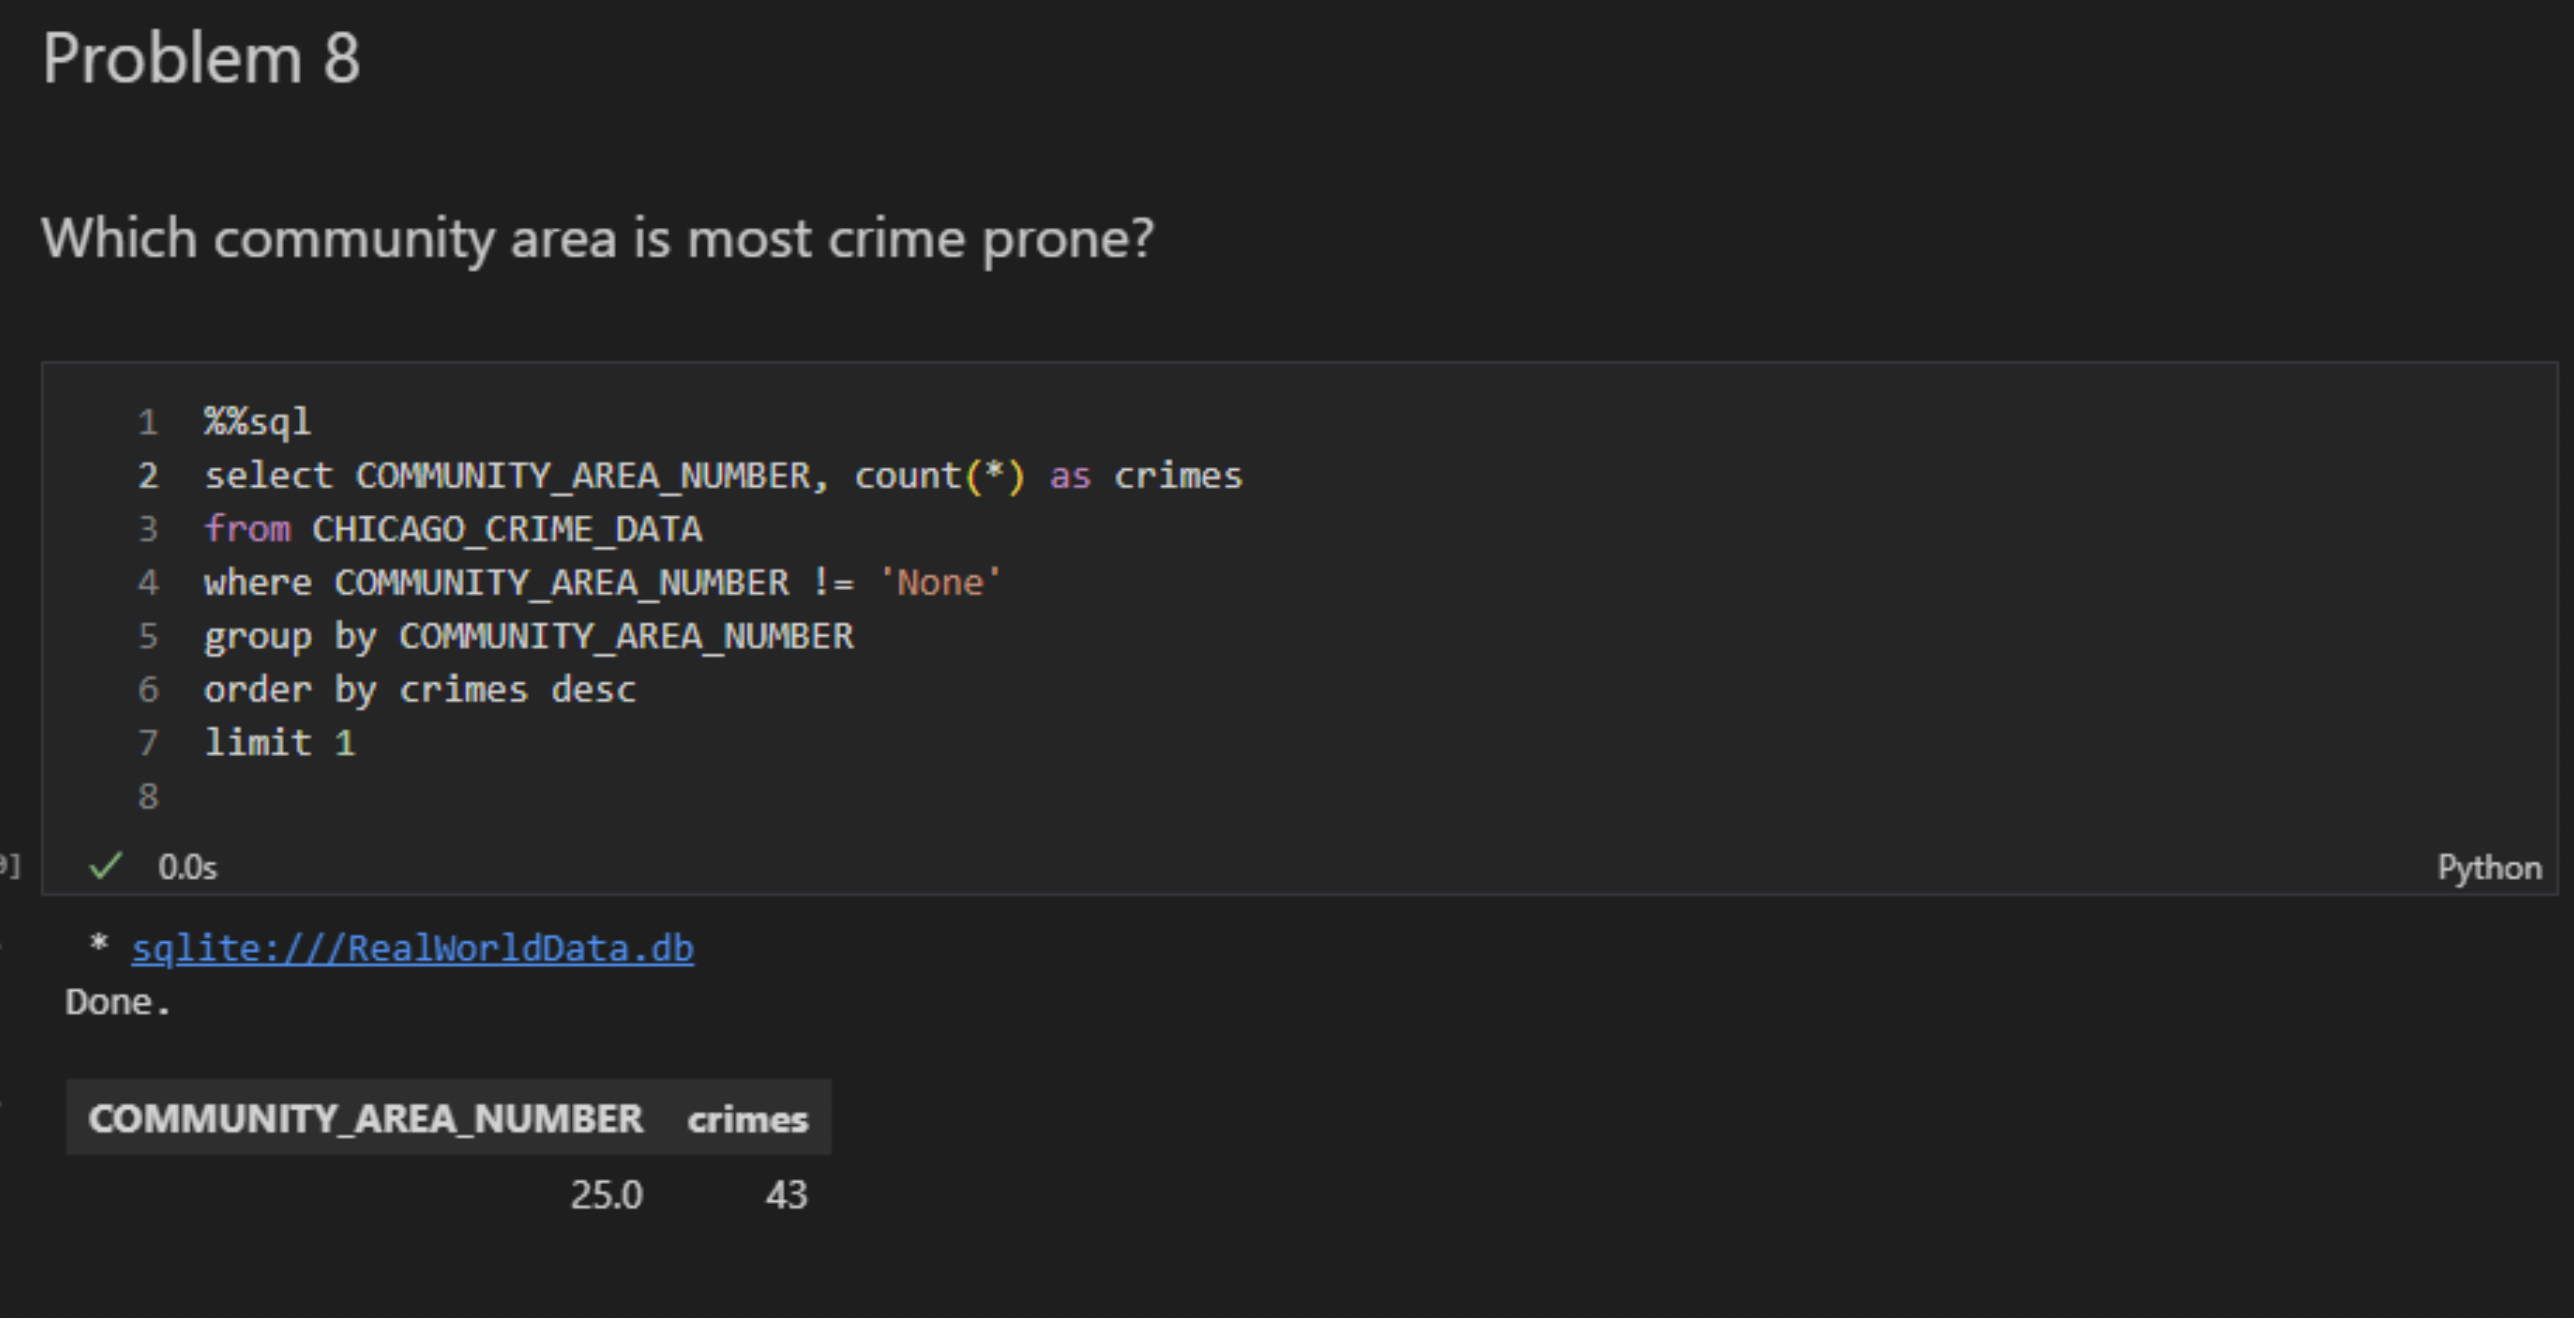 Problem 8
Which community area is most crime prone?
1 %%sql
2 select COMMUNITY_AREA_NUMBER, count(*) as crimes
3 from CHICAGO_CRIME_DATA
4 where COMMUNITY_AREA_NUMBER != 'None'
5 group by COMMUNITY_AREA_NUMBER
6 order by crimes desc
7 limit 1
8
✓ 0.0s Python
* sqlite:///RealWorldData.db
Done.
COMMUNITY_AREA_NUMBER crimes
25.0 43